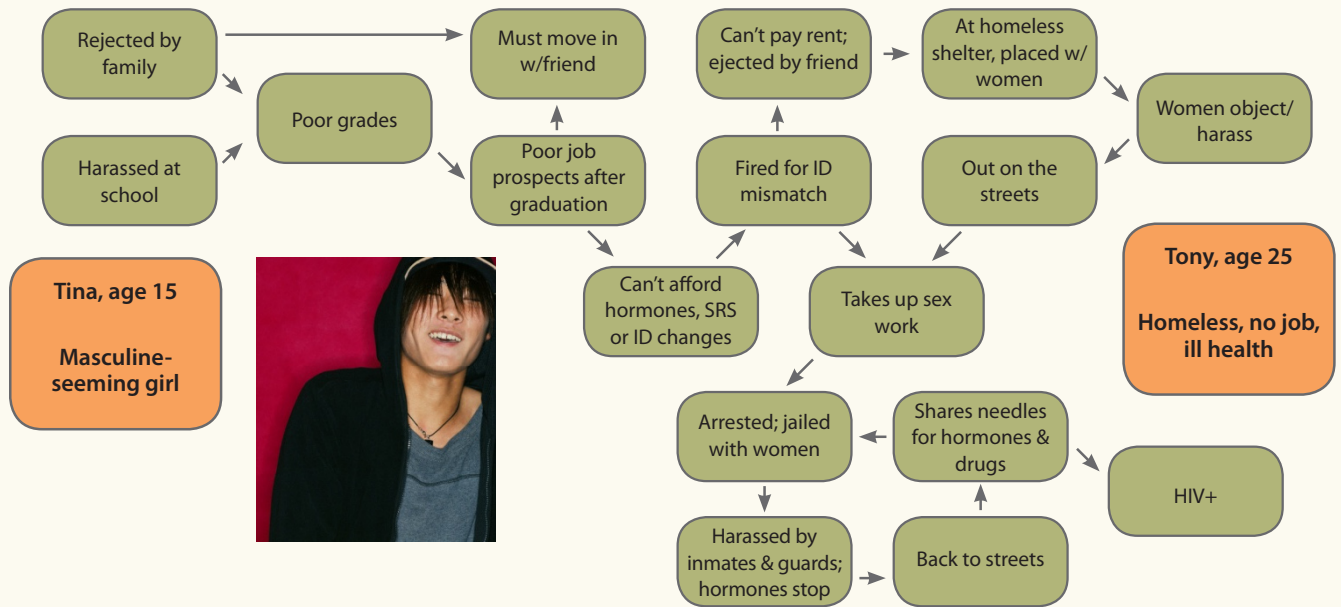 Rejected by
family
Must move in
w/friend
Can't pay rent;
ejected by friend
At homeless
shelter, placed w/
women
Poor grades
Women object/
harass
Harassed at
school
Poor job
prospects after
graduation
Fired for ID
mismatch
Out on the
streets
Tina, age 15
Masculine-
seeming girl
Can't afford
hormones, SRS
or ID changes
Takes up sex
work
Tony, age 25
Homeless, no job,
ill health
Arrested; jailed
with women
Shares needles
for hormones &
drugs
HIV+
Harassed by
inmates & guards;
hormones stop
Back to streets